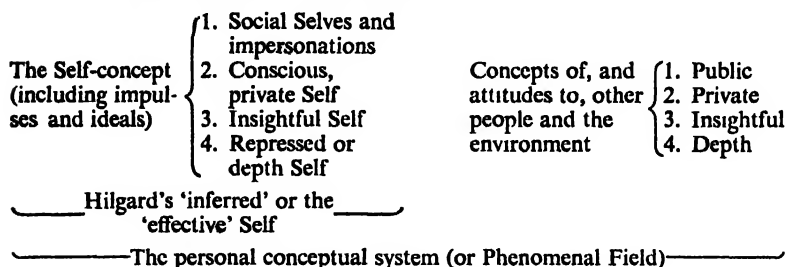 1. Social Selves and
impersonations
The Self-concept
(including impul-
ses and ideals)
2. Conscious,
private Self
3. Insightful Self
4. Repressed or
depth Self
Concepts of, and
attitudes to, other
people and the
environment
1. Public
2. Private
3. Insightful
4. Depth
Hilgard's 'inferred' or the
'effective' Self
The personal conceptual system (or Phenomenal Field)